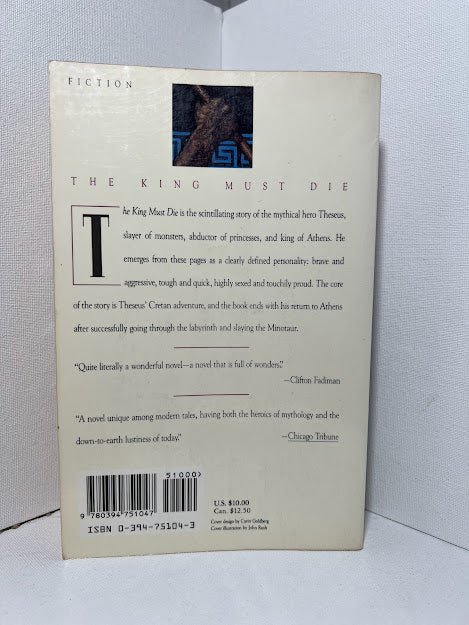 FICTION
THE KING MUST DIE
The King Must Die is the scintillating story of the mythical hero Theseus,
slayer of monsters, abductor of princesses, and king of Athens. He
emerges from these pages as a clearly defined personality: brave and
aggressive, tough and quick, highly sexed and touchily proud. The core
of the story is Theseus' Cretan adventure, and the book ends with his return to Athens
after successfully going through the labyrinth and slaying the Minotaur.
"Quite literally a wonderful novel—a novel that is full of wonders."
—Clifton Fadiman
"A novel unique among modern tales, having both the heroics of mythology and the
down-to-earth lustiness of today."
—Chicago Tribune
51000>
9 780394 751047
ISBN 0-394-75104-3
U.S. $10.00
Can. $12.50
Cover design by Carin Goldberg
Cover illustration by John Rush